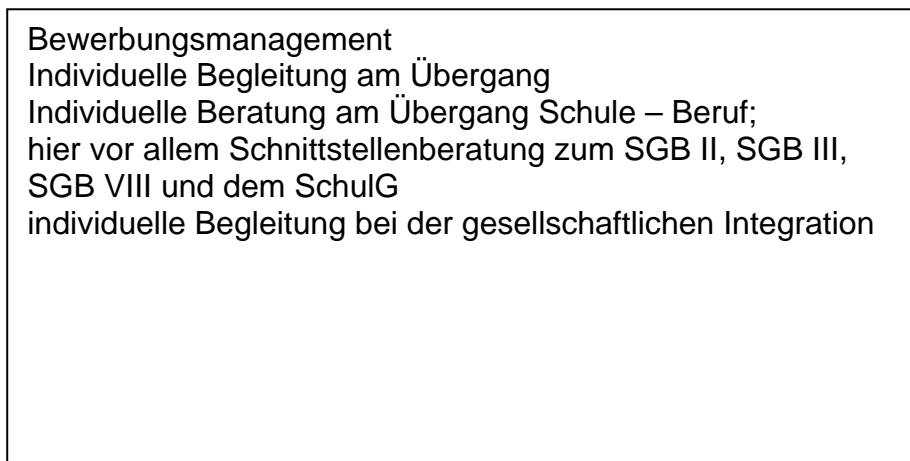 Bewerbungsmanagement
Individuelle Begleitung am Übergang
Individuelle Beratung am Übergang Schule – Beruf;
hier vor allem Schnittstellenberatung zum SGB II, SGB III,
SGB VIII und dem SchulG
individuelle Begleitung bei der gesellschaftlichen Integration